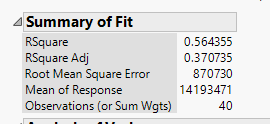 Summary of Fit
RSquare 0.564355
RSquare Adj 0.370735
Root Mean Square Error 870730
Mean of Response 14193471
Observations (or Sum Wgts) 40